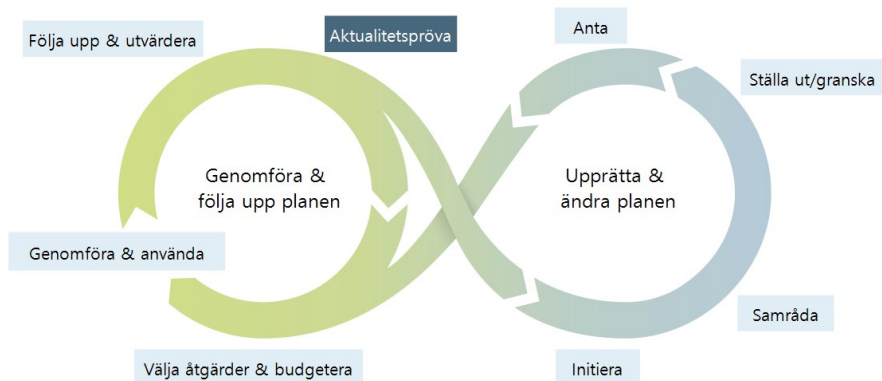 Följa upp & utvärdera
Aktualitetspröva
Anta
Ställa ut/granska
Genomföra &
följa upp planen
Upprätta &
ändra planen
Genomföra & använda
Samråda
Välja åtgärder & budgetera
Initiera